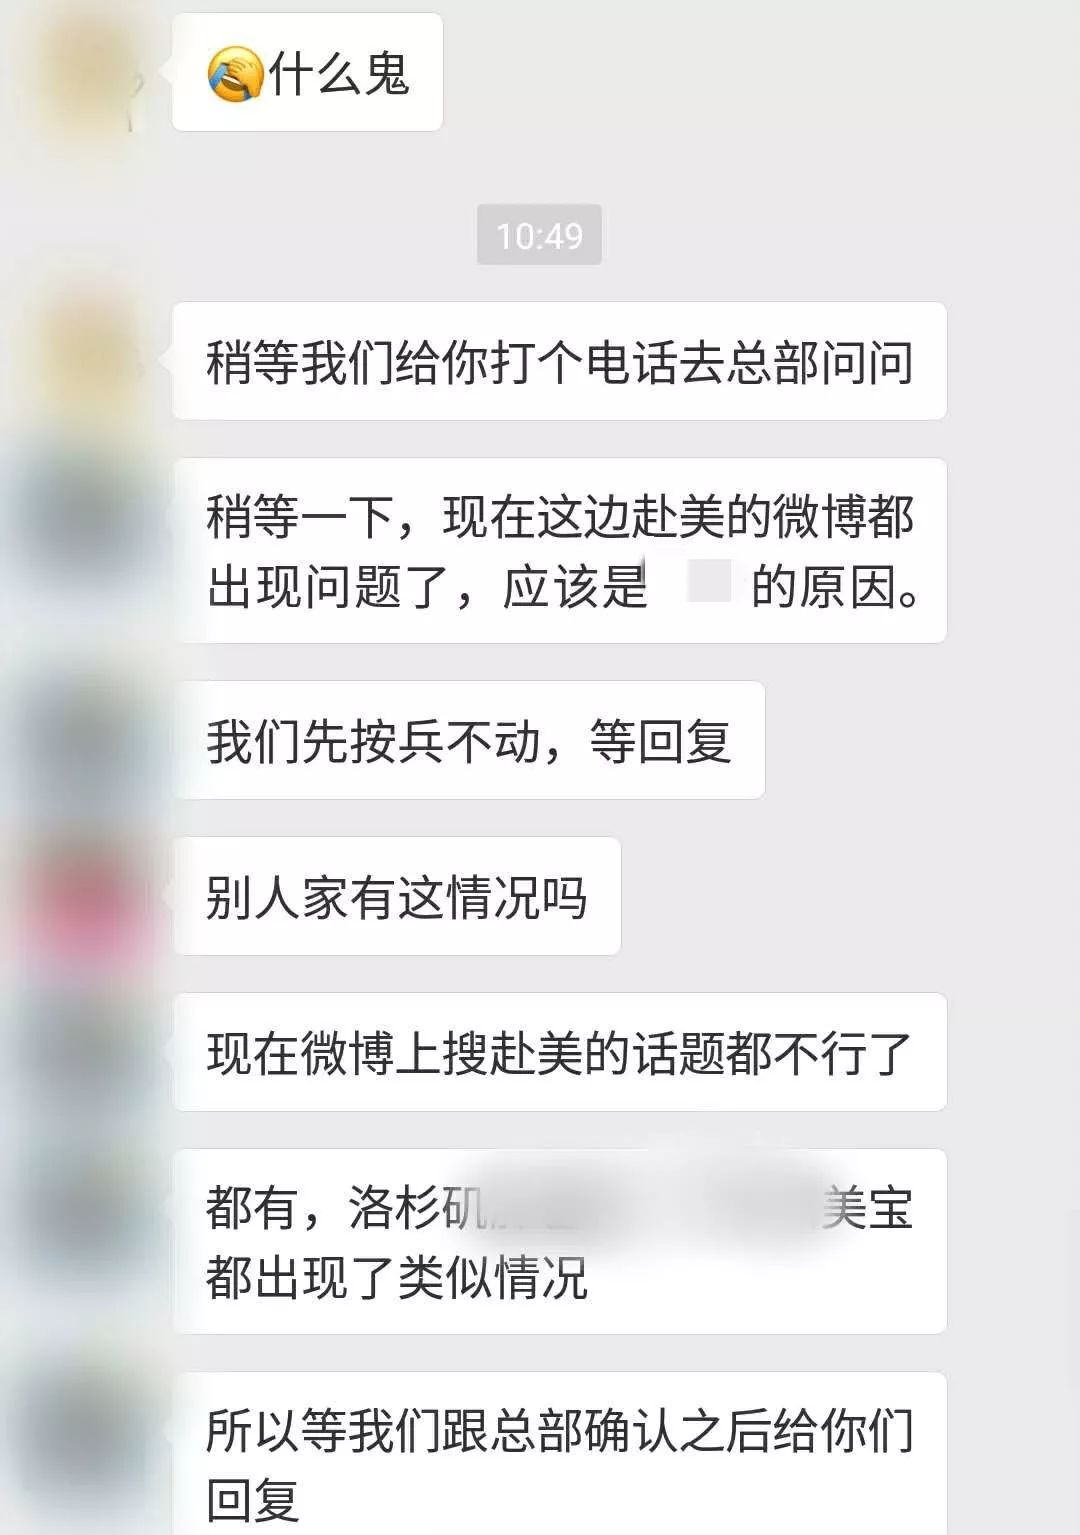 什么鬼
10:49
稍等我们给你打个电话去总部问问
稍等一下，现在这边赴美的微博都
出现问题了，应该是 的原因。
我们先按兵不动，等回复
别人家有这情况吗
现在微博上搜赴美的话题都不行了
都有，洛杉矶 美宝
都出现了类似情况
所以等我们跟总部确认之后给你们
回复